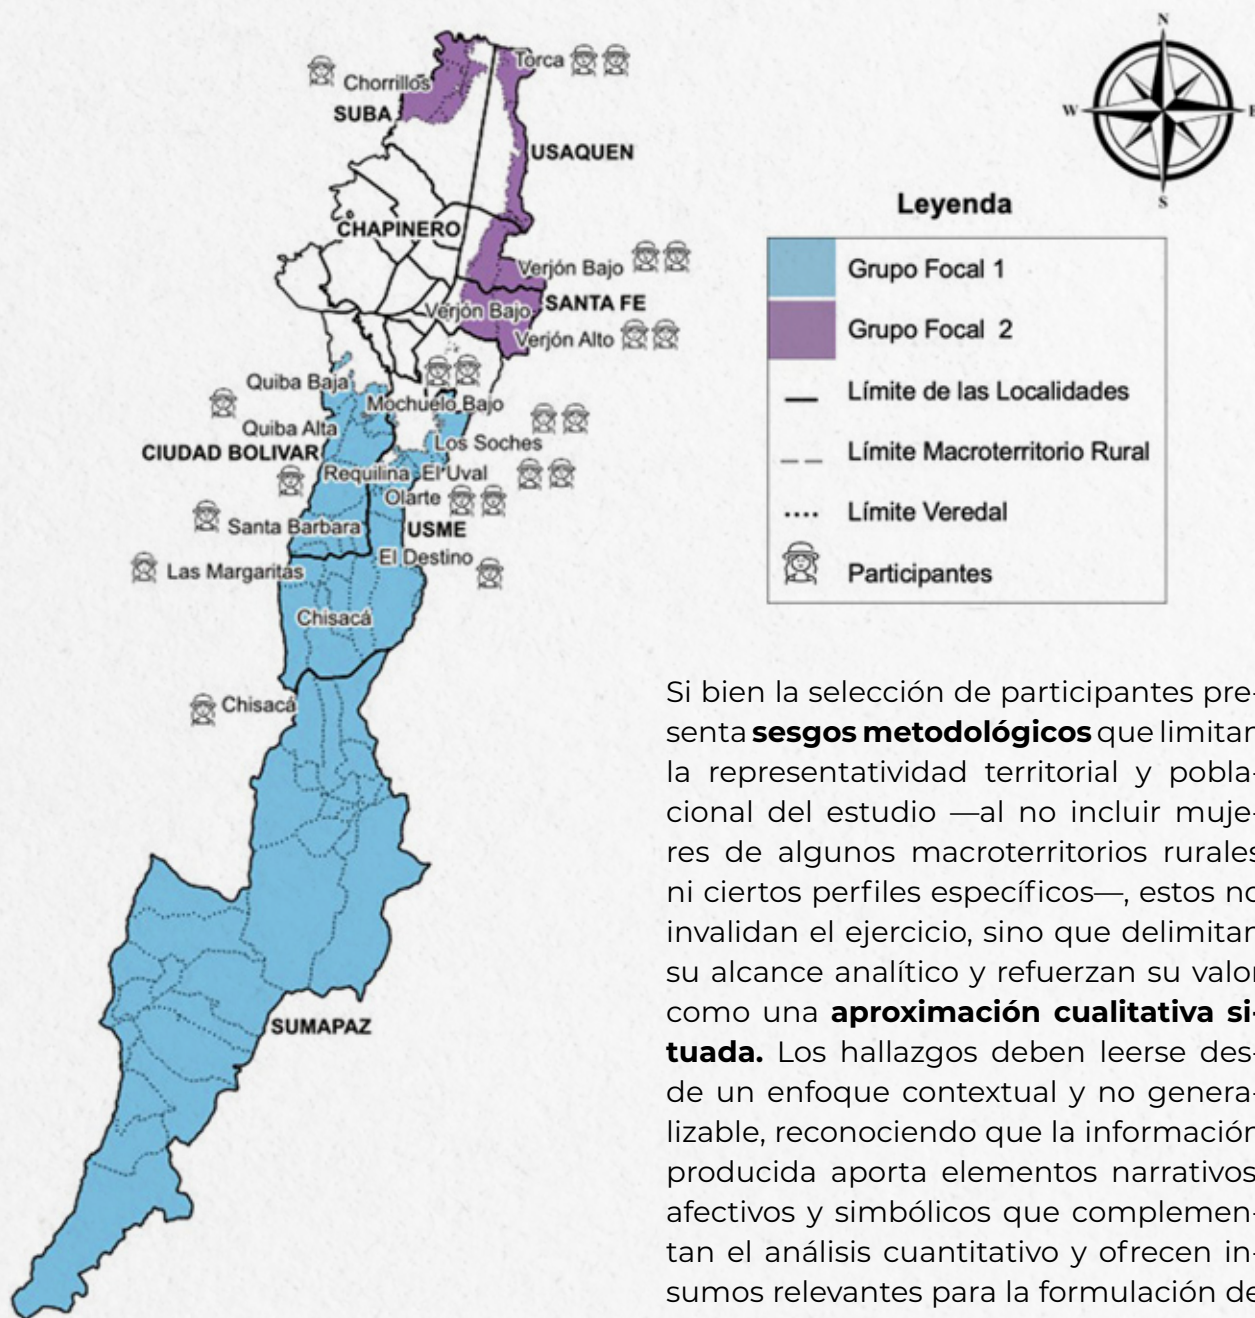 N
W
E
S
Torca
Chorrillos
SUBA
USAQUEN
CHAPINERO
Verjón Bajo
SANTA FE
Verjón Bajo
Verjón Alto
Quiba Baja
Mochuelo Bajo
Quiba Alta
Los Soches
CIUDAD BOLIVAR
Requilina El Uval
Olarte
Santa Barbara
USME
El Destino
Las Margaritas
Chisacá
Chisacá
SUMAPAZ
Leyenda
Grupo Focal 1
Grupo Focal 2
Límite de las Localidades
Límite Macroterritorio Rural
Límite Veredal
Participantes
Si bien la selección de participantes pre-
senta sesgos metodológicos que limitan
la representatividad territorial y pobla-
cional del estudio —al no incluir muje-
res de algunos macroterritorios rurales
ni ciertos perfiles específicos—, estos no
invalidan el ejercicio, sino que delimitan
su alcance analítico y refuerzan su valor
como una aproximación cualitativa si-
tuada. Los hallazgos deben leerse des-
de un enfoque contextual y no genera-
lizable, reconociendo que la información
producida aporta elementos narrativos
afectivos y simbólicos que complemen-
tan el análisis cuantitativo y ofrecen in-
sumos relevantes para la formulación de